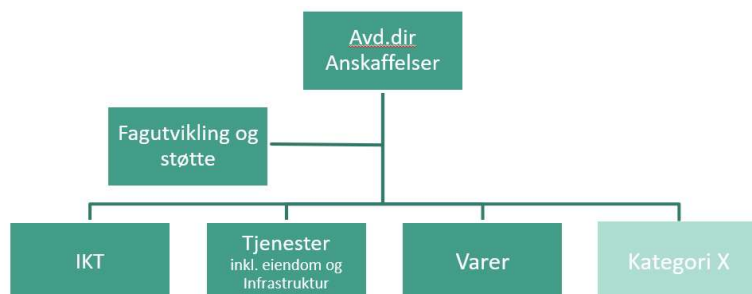 Avd.dir
Anskaffelser
Fagutvikling og
støtte
IKT
Tjenester
inkl. eiendom og
Infrastruktur
Varer
Kategori X